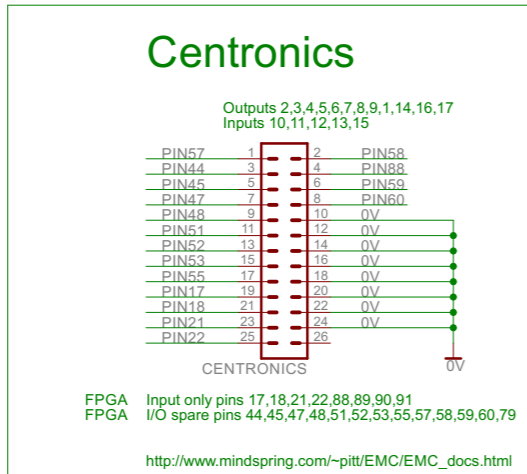 Centronics
Outputs 2,3,4,5,6,7,8,9,1,14,16,17
Inputs 10,11,12,13,15
PIN57 1 2 PIN58
PIN44 3 4 PIN88
PIN45 5 6 PIN59
PIN47 7 8 PIN60
PIN48 9 10 0V
PIN51 11 12 0V
PIN52 13 14 0V
PIN53 15 16 0V
PIN55 17 18 0V
PIN17 19 20 0V
PIN18 21 22 0V
PIN21 23 24 0V
PIN22 25 26
CENTRONICS 0V
FPGA Input only pins 17,18,21,22,88,89,90,91
FPGA I/O spare pins 44,45,47,48,51,52,53,55,57,58,59,60,79
http://www.mindspring.com/~pitt/EMC/EMC_docs.html